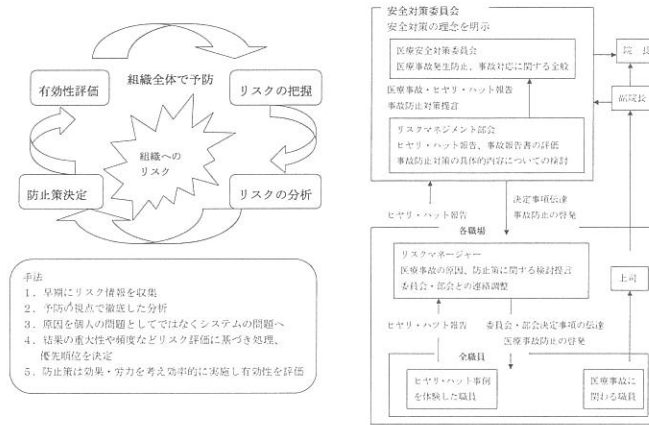 組織全体で予防
有効性評価
リスクの把握
組織への
リスク
防止策決定
リスクの分析
手法
1．早期にリスク情報を収集
2．予防の視点で徹底した分析
3．原因を個人の問題としてではなくシステムの問題へ
4．結果の重大性や頻度などリスク評価に基づき処理、
優先順位を決定
5．防止策は効果・労力を考え効率的に実施し有効性を評価
安全対策委員会
安全対策の理念を明示
医療安全対策委員会
医療事故発生防止、事故対応に関する全般
院　長
副院長
医療事故・ヒヤリ・ハット報告
事故防止対策提言
リスクマネジメント部会
ヒヤリ・ハット報告、事故報告書の評価
事故防止対策の具体的内容についての検討
ヒヤリ・ハット報告
決定事項伝達
事故防止の啓発
各職場
リスクマネージャー
医療事故の原因、防止策に関する検討提言
委員会・部会との連絡調整
上司
ヒヤリ・ハット報告
委員会・部会決定事項の伝達
医療事故防止の啓発
全職員
ヒヤリ・ハット事例
を体験した職員
医療事故に
関わる職員